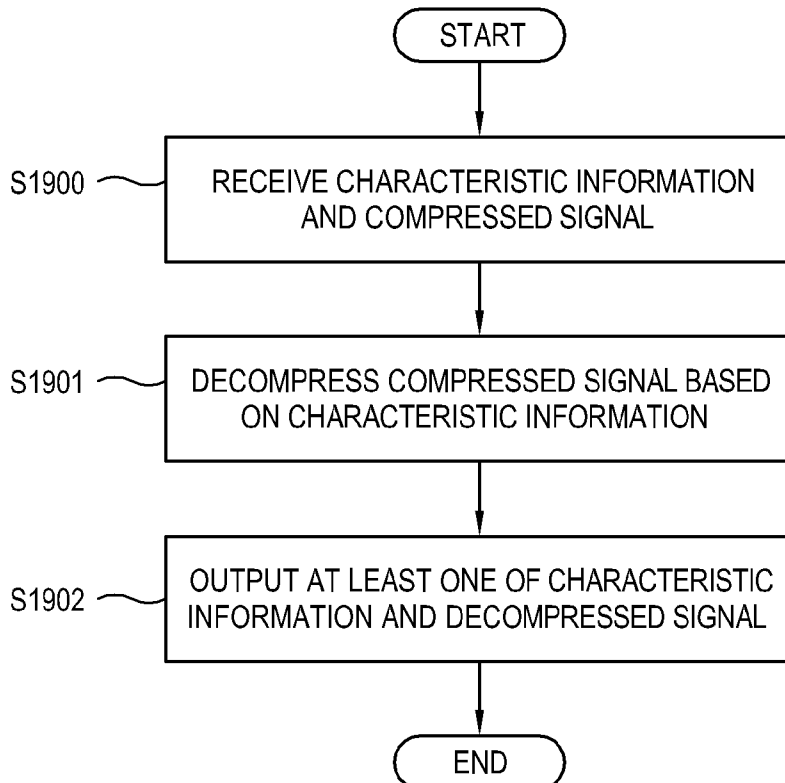 START
S1900
RECEIVE CHARACTERISTIC INFORMATION
AND COMPRESSED SIGNAL
S1901
DECOMPRESS COMPRESSED SIGNAL BASED
ON CHARACTERISTIC INFORMATION
S1902
OUTPUT AT LEAST ONE OF CHARACTERISTIC
INFORMATION AND DECOMPRESSED SIGNAL
END